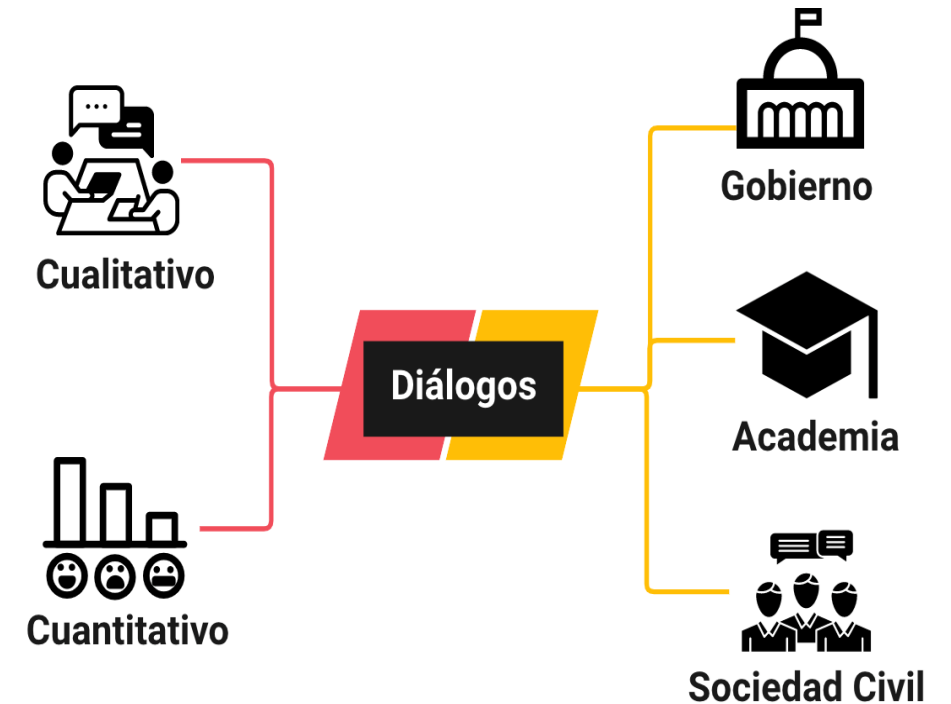 Cualitativo
Cuantitativo
Diálogos
Gobierno
Academia
Sociedad Civil